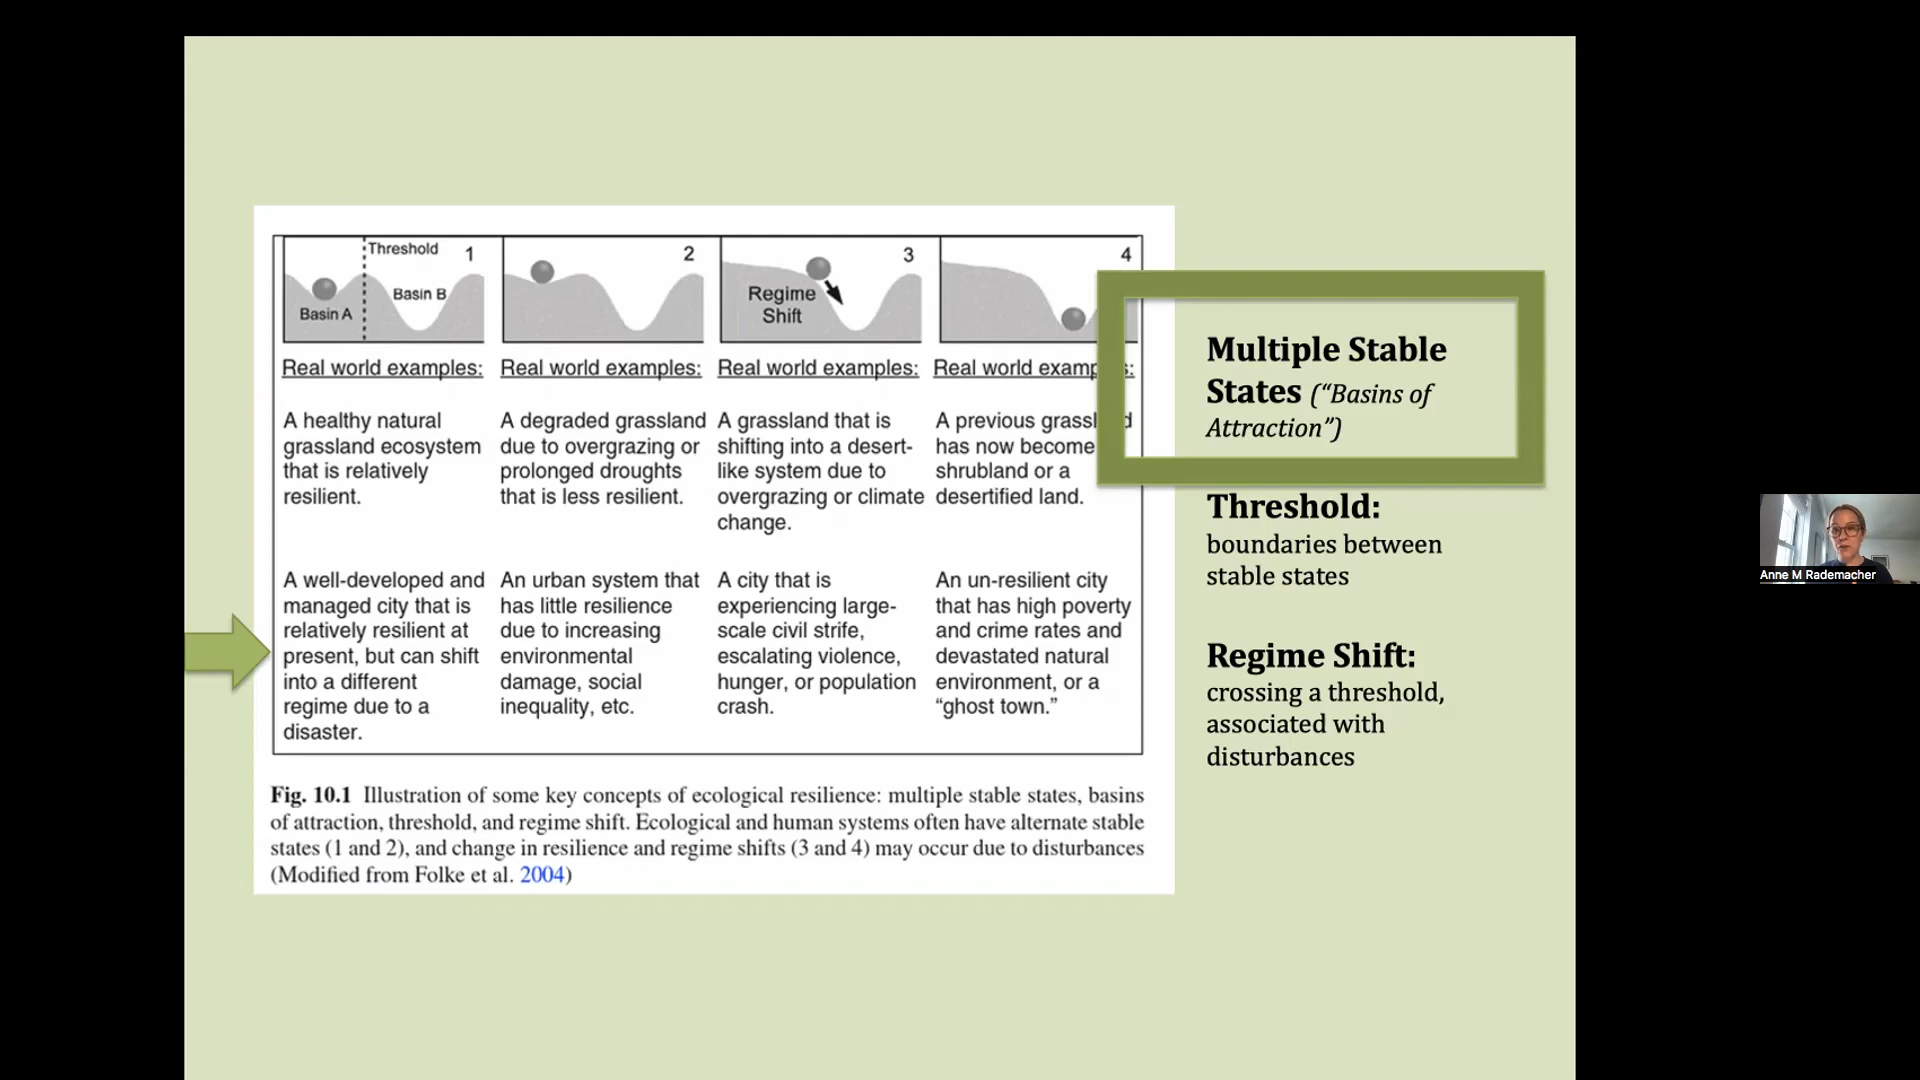 Threshold 1
Basin A
Basin B
2
3
Regime
Shift
4
Real world examples:
A healthy natural
grassland ecosystem
that is relatively
resilient.
A well-developed and
managed city that is
relatively resilient at
present, but can shift
into a different
regime due to a
disaster.
Real world examples:
A degraded grassland
due to overgrazing or
prolonged droughts
that is less resilient.
An urban system that
has little resilience
due to increasing
environmental
damage, social
inequality, etc.
Real world examples:
A grassland that is
shifting into a desert-
like system due to
overgrazing or climate
change.
A city that is
experiencing large-
scale civil strife,
escalating violence,
hunger, or population
crash.
Real world examp s:
A previous grassl d
has now become
shrubland or a
desertified land.
An un-resilient city
that has high poverty
and crime rates and
devastated natural
environment, or a
“ghost town.”
Fig. 10.1 Illustration of some key concepts of ecological resilience: multiple stable states, basins
of attraction, threshold, and regime shift. Ecological and human systems often have alternate stable
states (1 and 2), and change in resilience and regime shifts (3 and 4) may occur due to disturbances
(Modified from Folke et al. 2004)
Multiple Stable
States (“Basins of
Attraction”)
Threshold:
boundaries between
stable states
Regime Shift:
crossing a threshold,
associated with
disturbances
Anne M Rademacher